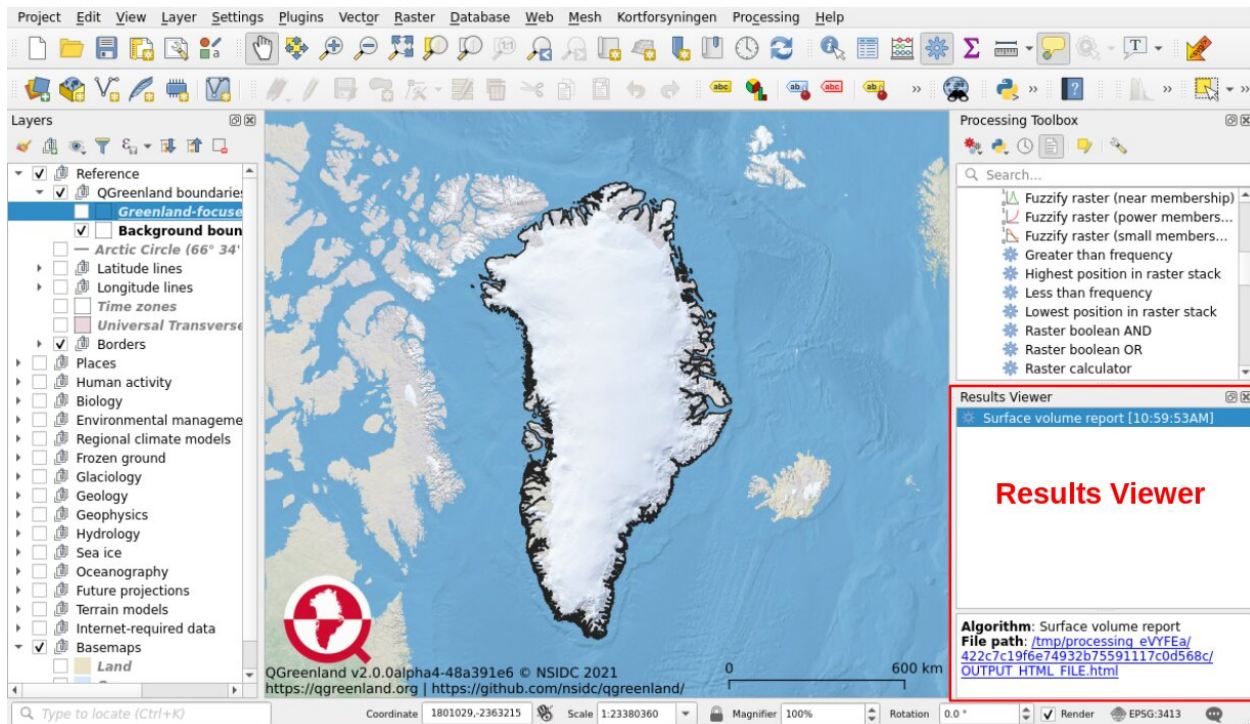 Project Edit View Layer Settings Plugins Vector Raster Database Web Mesh Kortforsyningen Processing Help
Layers
Reference
QGreenland boundaries
Greenland-focuse
Background boun
Arctic Circle (66° 34'
Latitude lines
Longitude lines
Time zones
Universal Transverse
Borders
Places
Human activity
Biology
Environmental manageme
Regional climate models
Frozen ground
Glaciology
Geology
Geophysics
Hydrology
Sea ice
Oceanography
Future projections
Terrain models
Internet-required data
Basemaps
Land
QGreenland v2.0.0alpha4-48a391e6 © NSIDC 2021
https://qgreenland.org | https://github.com/nsidc/qgreenland/
0 600 km
Processing Toolbox
Search...
Fuzzify raster (near membership)
Fuzzify raster (power members...
Fuzzify raster (small members...
Greater than frequency
Highest position in raster stack
Less than frequency
Lowest position in raster stack
Raster boolean AND
Raster boolean OR
Raster calculator
Results Viewer
Surface volume report [10:59:53AM]
Results Viewer
Algorithm: Surface volume report
File path: /tmp/processing_eVYFEa/
422c7c19f6e74932b75591117c0d568c/
OUTPUT_HTML_FILE.html
Type to locate (Ctrl+K) Coordinate 1801029,-2363215 Scale 1:23380360 Magnifier 100% Rotation 0.0 ° Render EPSG:3413